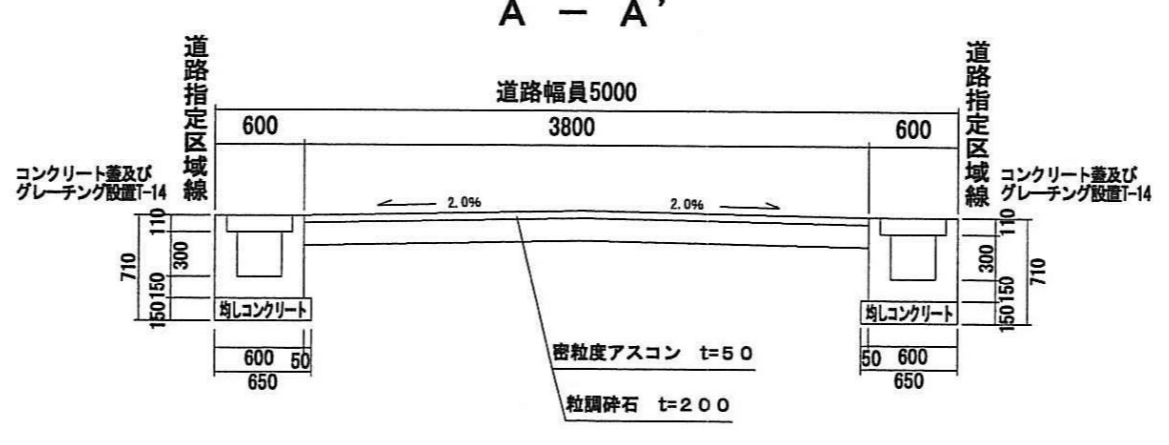 A － A’
道路指定区域線
道路幅員5000
道路指定区域線
600
3800
600
コンクリート蓋及び
グレーチング設置T-14
コンクリート蓋及び
グレーチング設置T-14
2.0%
2.0%
110
300
150
150
710
110
300
150
150
710
均しコンクリート
均しコンクリート
600
50
650
50
600
650
密粒度アスコン t=50
粒調砕石 t=200